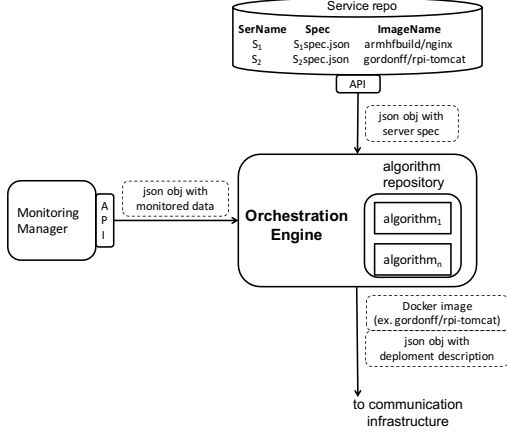 Service repo
SerName Spec ImageName
S₁ S₁spec.json armhfbuild/nginx
S₂ S₂spec.json gordonff/rpi-tomcat
API
json obj with
server spec
algorithm
repository
algorithm₁
algorithmₙ
Orchestration
Engine
json obj with
monitored data
Monitoring
Manager
A
P
I
Docker image
(ex. gordonff/rpi-tomcat)
json obj with
deploment description
to communication
infrastructure